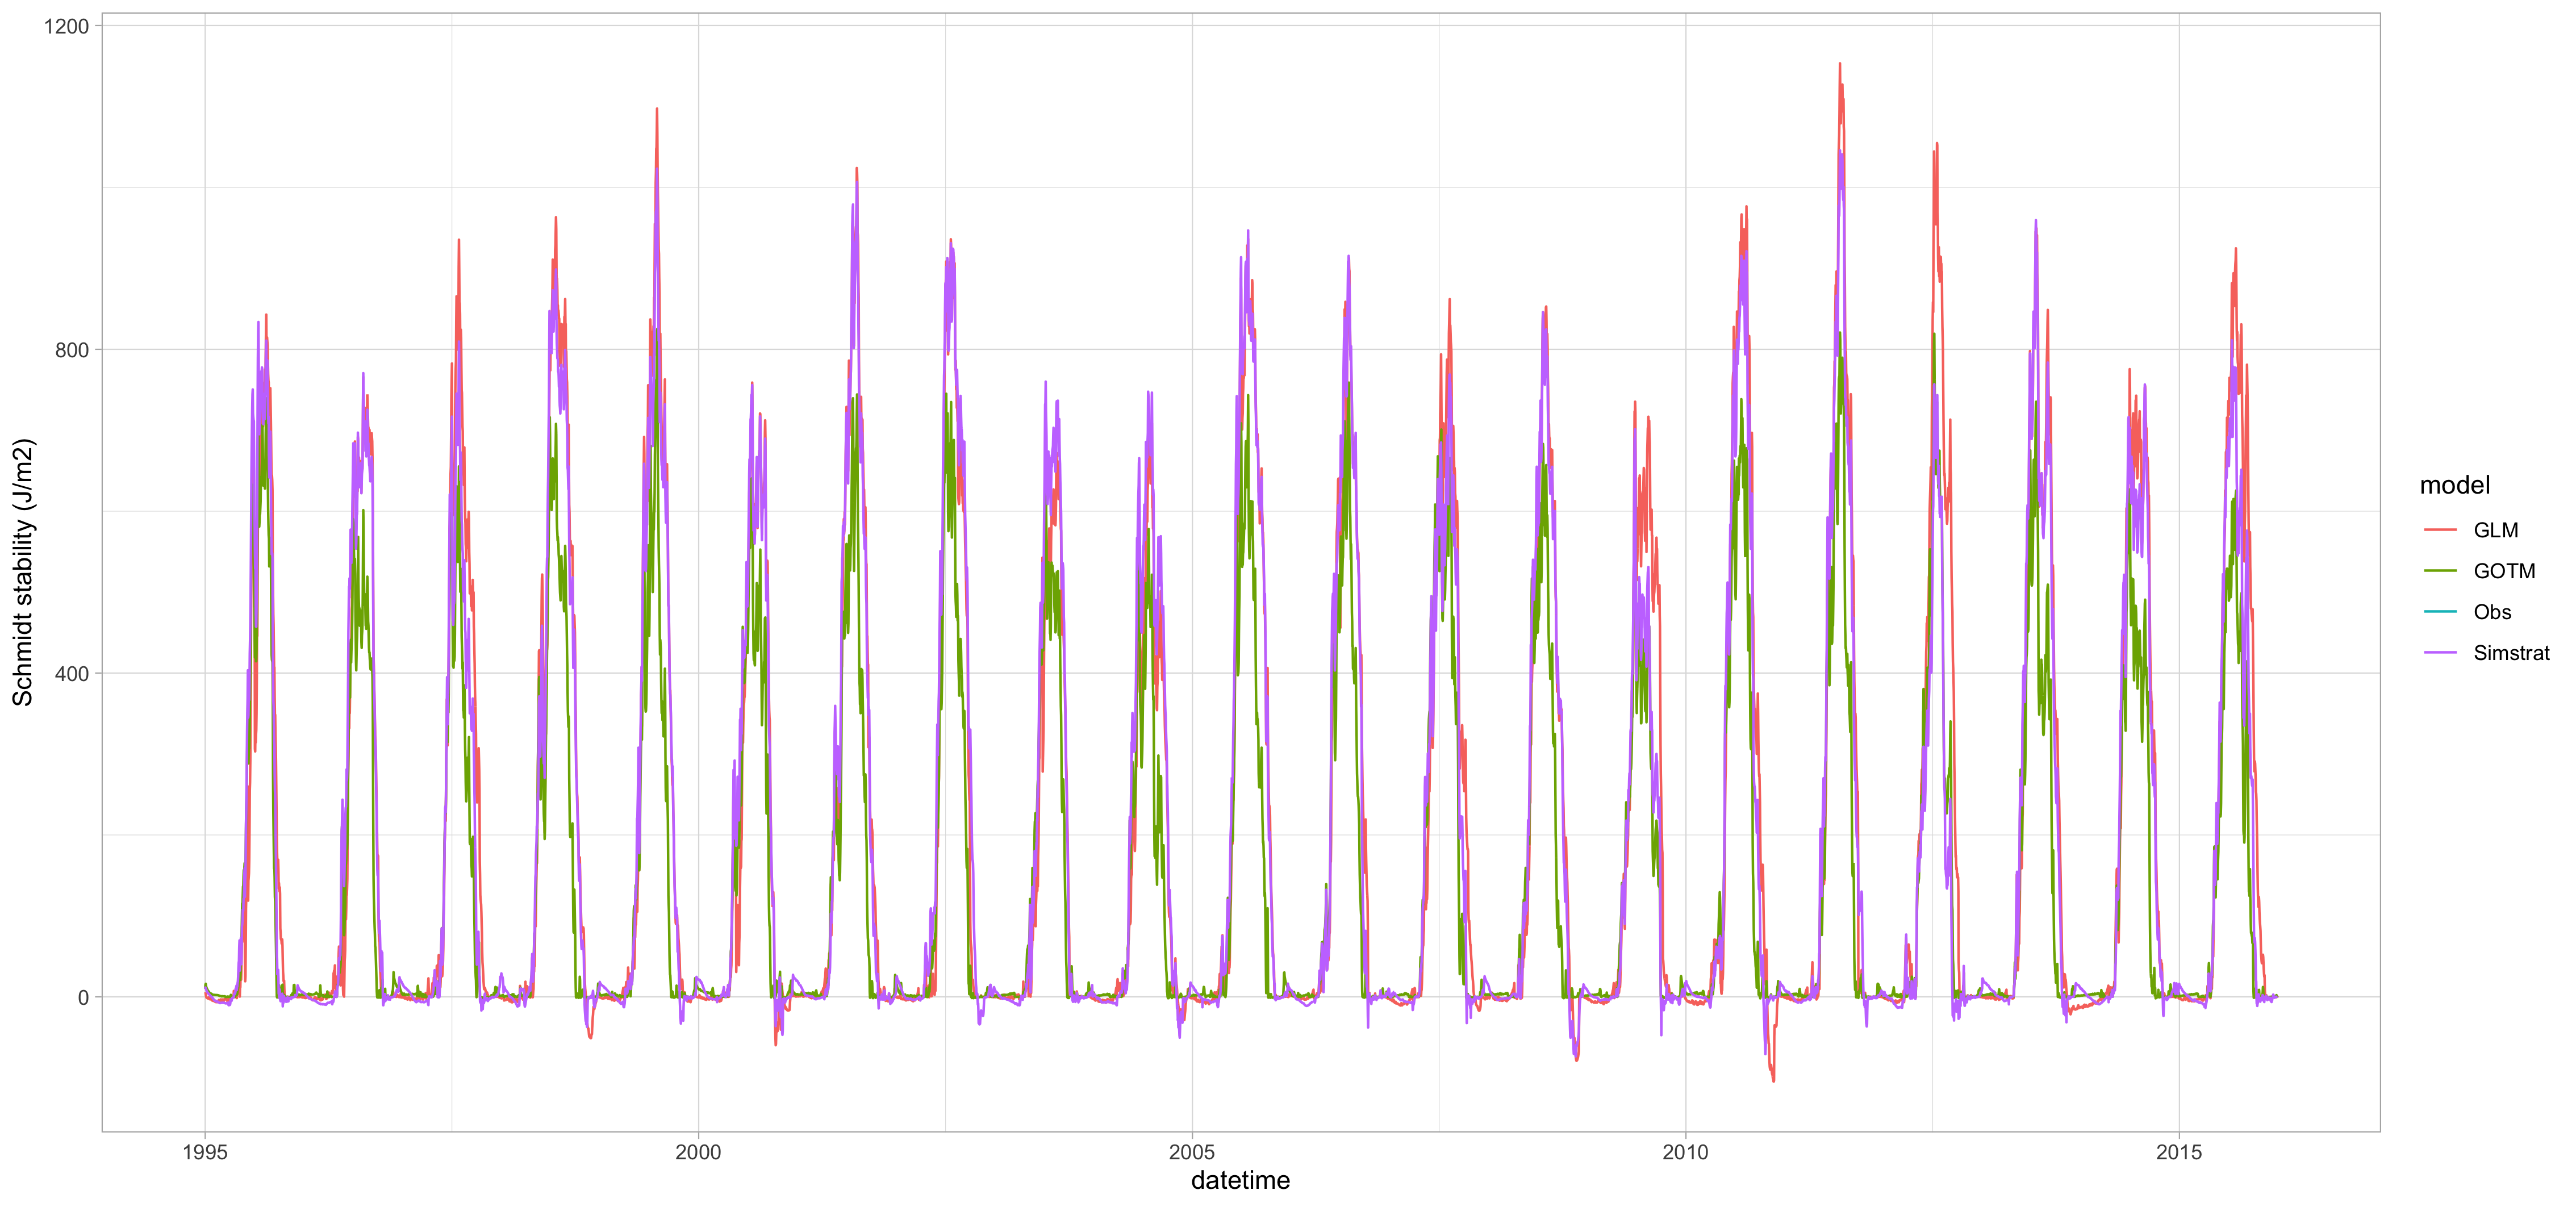 1200
800
400
0
Schmidt stability (J/m2)
1995
2000
2005
2010
2015
datetime
model
GLM
GOTM
Obs
Simstrat